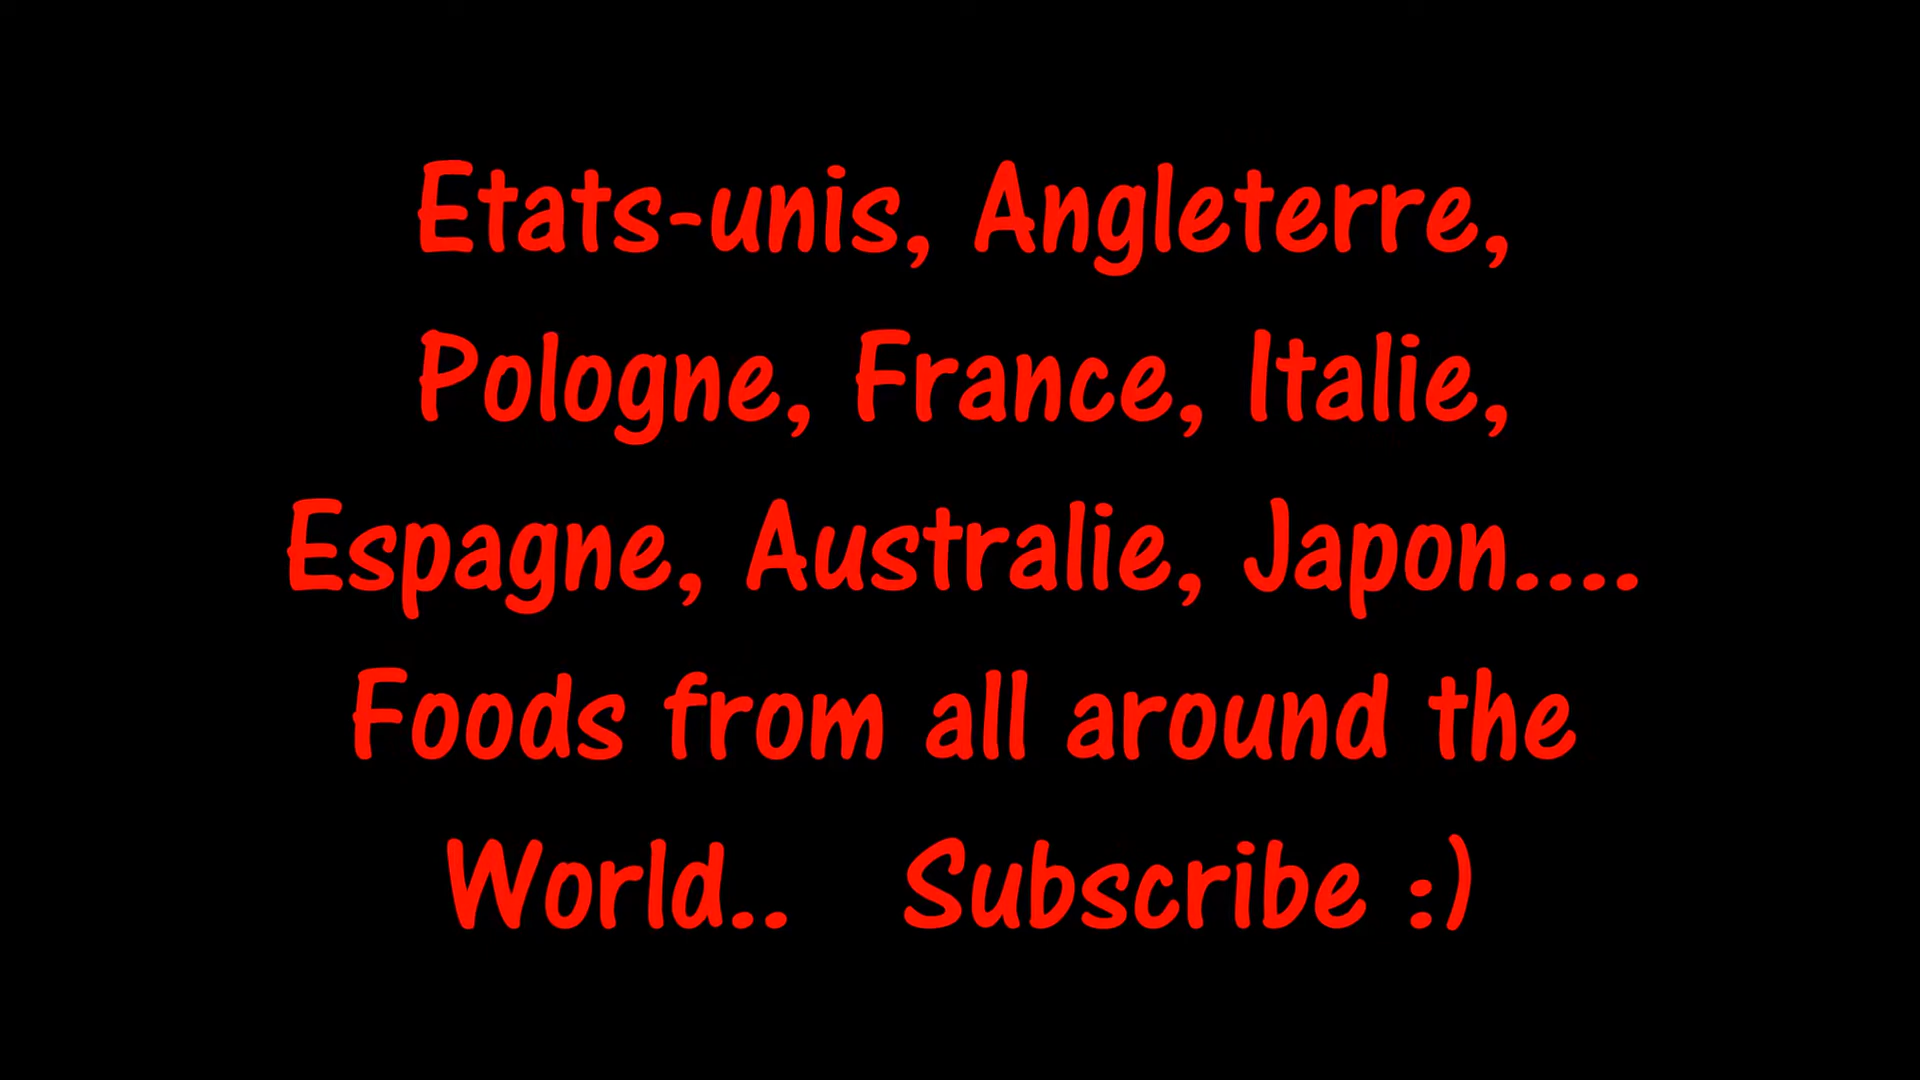 Etats-unis, Angleterre,
Pologne, France, Italie,
Espagne, Australie, Japon....
Foods from all around the
World..   Subscribe :)